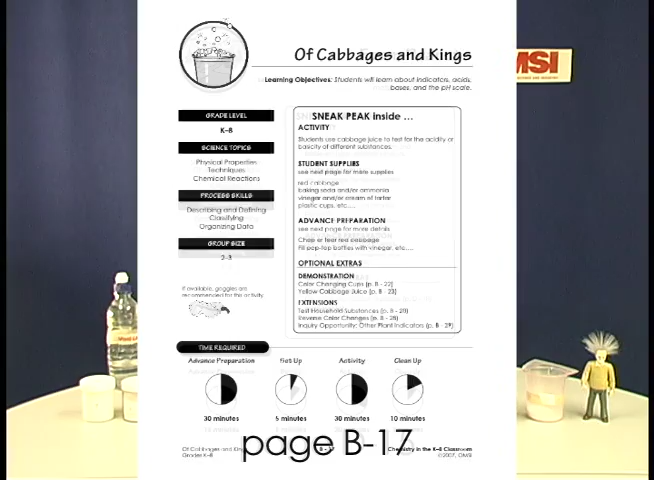 Of Cabbages and Kings
Learning Objectives: Students will learn about indicators, acids,
bases, and the pH scale.
GRADE LEVEL
K–8
SCIENCE TOPICS
Physical Properties
Techniques
Chemical Reactions
PROCESS SKILLS
Describing and Defining
Classifying
Organizing Data
GROUP SIZE
2-3
If available, goggles are
recommended for this activity.
SNEAK PEAK inside ...
ACTIVITY
Students use cabbage juice to test for the acidity or
basicity of different substances.
STUDENT SUPPLIES
see next page for more supplies
red cabbage
baking soda and/or ammonia
vinegar and/or cream of tartar
plastic cups, etc....
ADVANCE PREPARATION
see next page for more details
Chop or tear red cabbage
Fill pop-top bottles with vinegar, etc....
OPTIONAL EXTRAS
DEMONSTRATION
Color Changing Cups (p. B - 22)
Yellow Cabbage Juice (p. B - 23)
EXTENSIONS
Test Household Substances (p. B - 28)
Reverse Color Changes (p. B - 28)
Inquiry Opportunity: Other Plant Indicators (p. B - 29)
TIME REQUIRED
Advance Preparation Set Up Activity Clean Up
30 minutes 5 minutes 30 minutes 10 minutes
page B-17
Of Cabbages and Kings
Grades K–8
Chemistry in the K–8 Classroom
©2007, OMSI